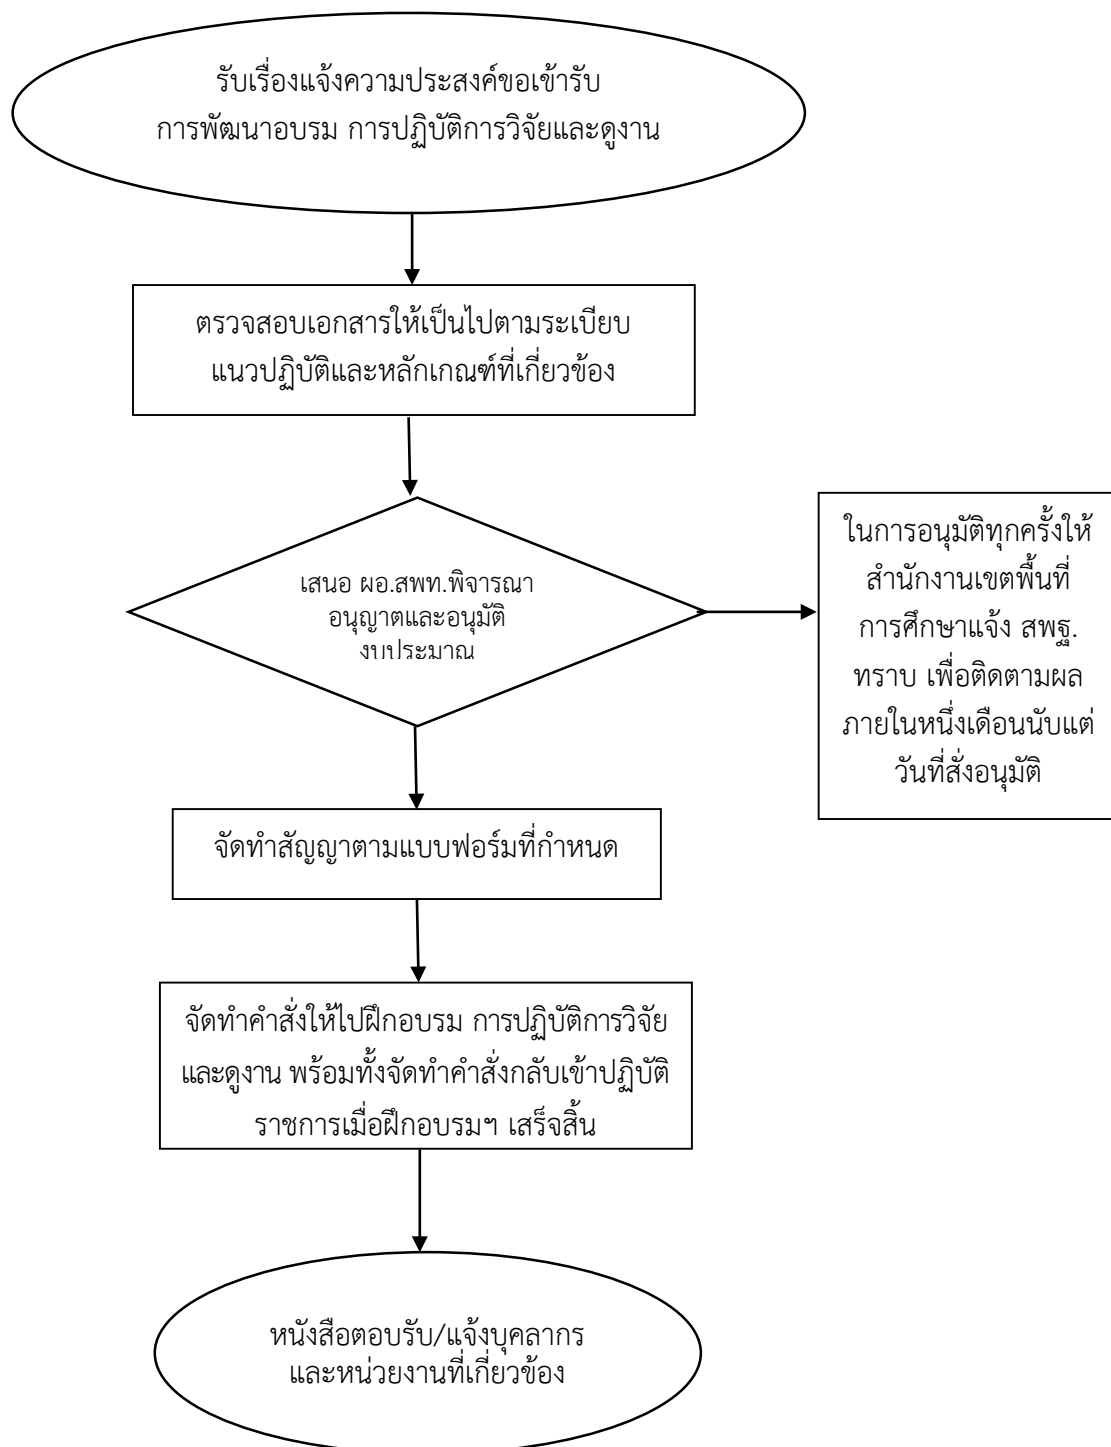 รับเรื่องแจ้งความประสงค์ขอเข้ารับ
การพัฒนาอบรม การปฏิบัติการวิจัยและดูงาน
ตรวจสอบเอกสารให้เป็นไปตามระเบียบ
แนวปฏิบัติและหลักเกณฑ์ที่เกี่ยวข้อง
เสนอ ผอ.สพท.พิจารณา
อนุญาตและอนุมัติ
งบประมาณ
ในการอนุมัติทุกครั้งให้
สำนักงานเขตพื้นที่
การศึกษาแจ้ง สพฐ.
ทราบ เพื่อติดตามผล
ภายในหนึ่งเดือนนับแต่
วันที่สั่งอนุมัติ
จัดทำสัญญาตามแบบฟอร์มที่กำหนด
จัดทำคำสั่งให้ไปฝึกอบรม การปฏิบัติการวิจัย
และดูงาน พร้อมทั้งจัดทำคำสั่งกลับเข้าปฏิบัติ
ราชการเมื่อฝึกอบรมฯ เสร็จสิ้น
หนังสือตอบรับ/แจ้งบุคลากร
และหน่วยงานที่เกี่ยวข้อง